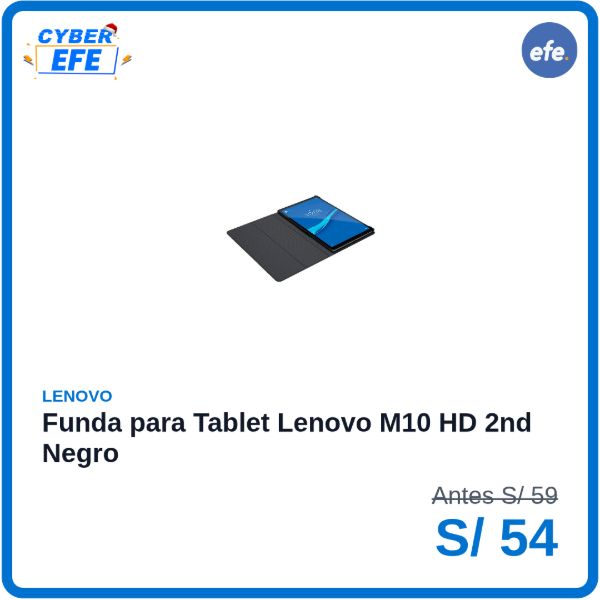 CYBER
EFE
efe.
LENOVO
Funda para Tablet Lenovo M10 HD 2nd
Negro
Antes S/ 59
S/ 54